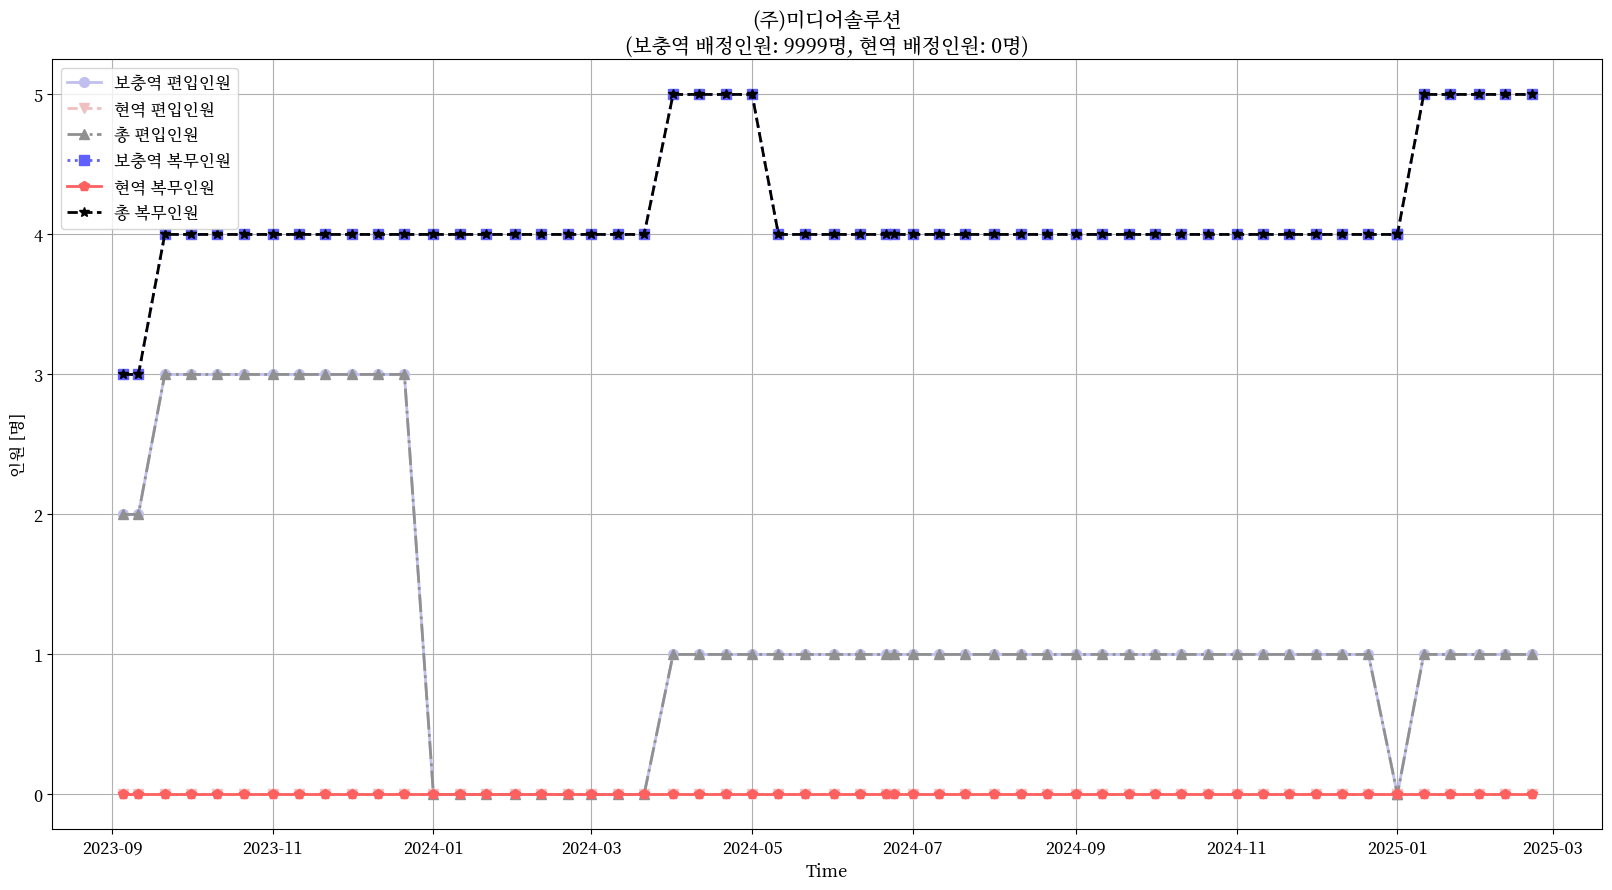 (주)미디어솔루션
(보충역 배정인원: 9999명, 현역 배정인원: 0명)
보충역 편입인원
현역 편입인원
총 편입인원
보충역 복무인원
현역 복무인원
총 복무인원
5
4
3
2
1
0
인원 [명]
2023-09 2023-11 2024-01 2024-03 2024-05 2024-07 2024-09 2024-11 2025-01 2025-03
Time